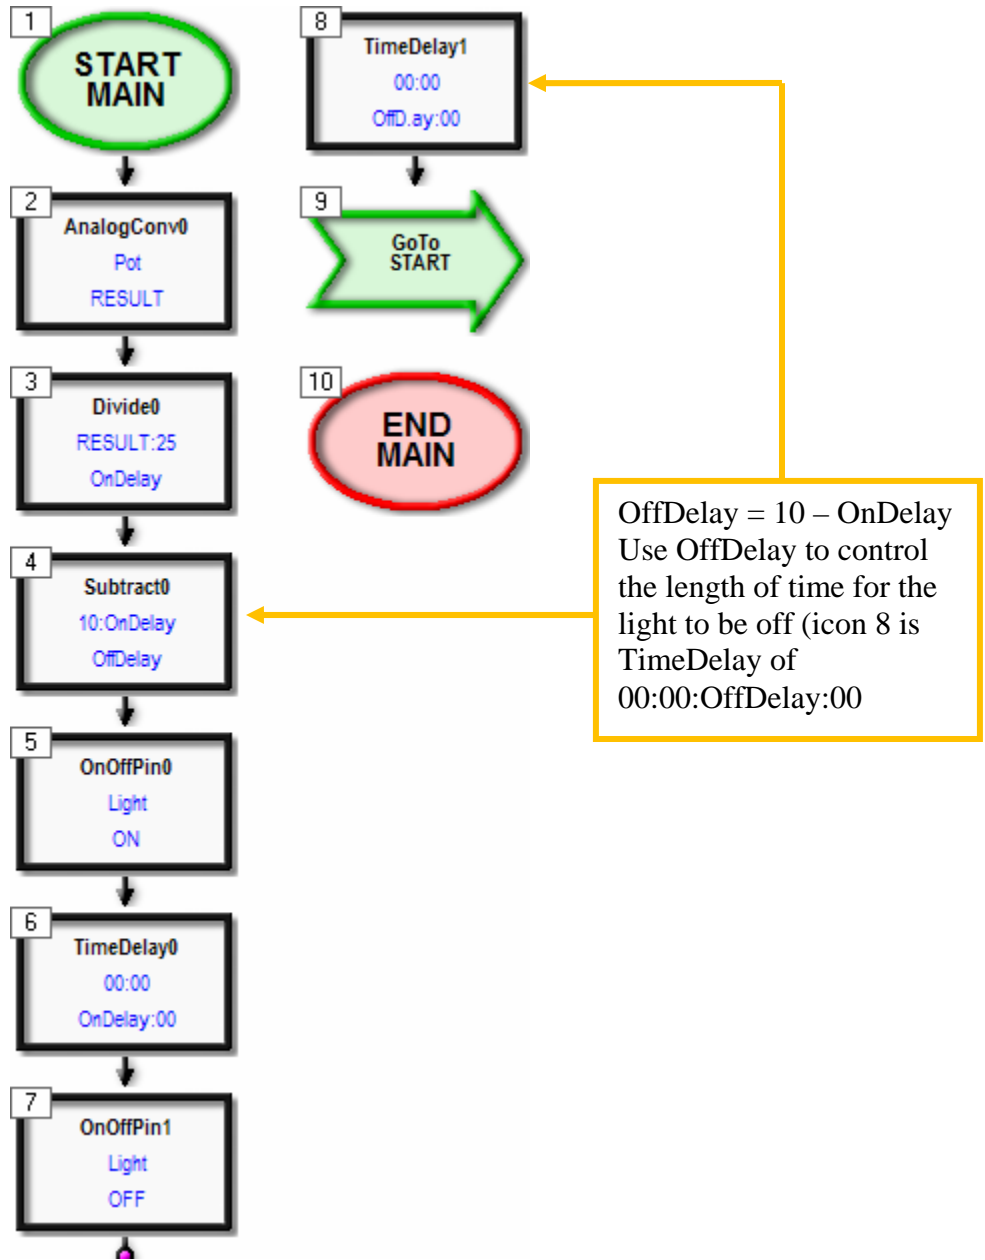 1
START
MAIN
2
AnalogConv0
Pot
RESULT
3
Divide0
RESULT:25
OnDelay
4
Subtract0
10:OnDelay
OffDelay
5
OnOffPin0
Light
ON
6
TimeDelay0
00:00
OnDelay:00
7
OnOffPin1
Light
OFF
8
TimeDelay1
00:00
OffD.ay:00
9
GoTo
START
10
END
MAIN
OffDelay = 10 – OnDelay
Use OffDelay to control
the length of time for the
light to be off (icon 8 is
TimeDelay of
00:00:OffDelay:00